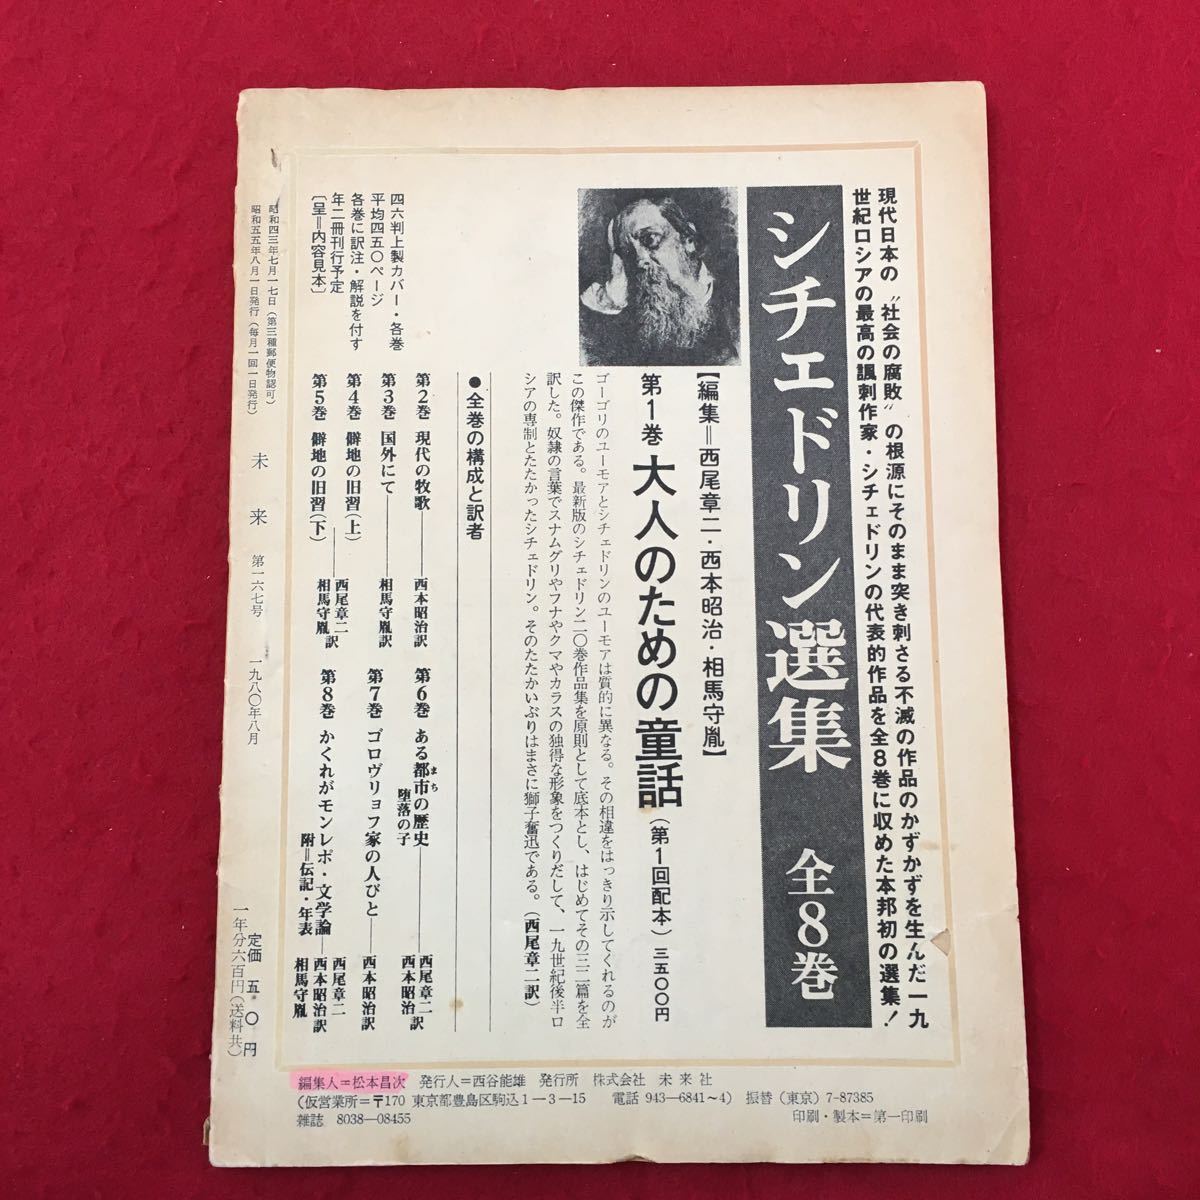 現代日本の〝社会の腐敗〟の根源にそのまま突き刺さる不滅の作品のかずかずを生んだ一九
世紀ロシアの最高の諷刺作家・シチェドリンの代表的作品を全8巻に収めた本邦初の選集！
シチェドリン選集 全8巻
【編集＝西尾章二・西本昭治・相馬守胤】
第1巻 大人のための童話（第1回配本）三五〇〇円
ゴーゴリのユーモアとシチェドリンのユーモアは質的に異なる。その相違をはっきり示してくれるのが
この傑作である。最新版のシチェドリン二〇巻作品集を原則として底本とし、はじめてその三二篇を全
訳した。奴隷の言葉でスナムグリやフナやクマやカラスの独得な形象をつくりだして、一九世紀後半ロ
シアの専制とたたかったシチェドリン。そのたたかいぶりはまさに獅子奮迅である。（西尾章二訳）
●全巻の構成と訳者
第2巻 現代の牧歌――西本昭治訳
第3巻 国外にて――相馬守胤訳
第4巻 僻地の旧習（上）――西尾章二
第5巻 僻地の旧習（下） 相馬守胤訳
第6巻 ある都市の歴史――西尾章二訳
まち
堕落の子 西本昭治
第7巻 ゴロヴリョフ家の人びと――西本昭治訳
第8巻 かくれがモンレポ・文学論――西尾章二
西本昭治訳
附＝伝記・年表 相馬守胤
四六判上製カバー・各巻
平均四五〇ページ
各巻に訳注・解説を付す
年二冊刊行予定
〔呈＝内容見本〕
昭和四三年七月一七日（第三種郵便物認可）
昭和五五年八月一日発行（毎月一回一日発行）
未来 第一六七号 一九八〇年八月
定価 五〇円
一年分六百円（送料共）
編集人＝松本昌次 発行人＝西谷能雄 発行所 株式会社 未来社
（仮営業所＝〒170 東京都豊島区駒込1―3―15 電話 943―6841〜4） 振替（東京）7-87385
雑誌 8038―08455 印刷・製本＝第一印刷